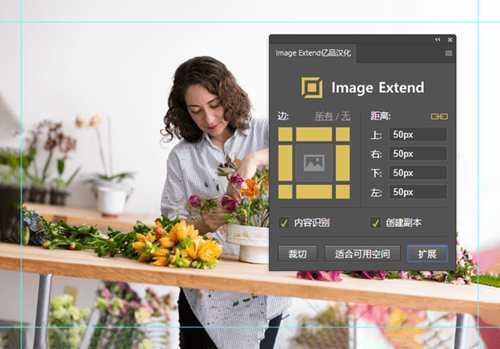 Image Extend亿品汉化
Image Extend
边: 所有 / 无
距离:
上: 50px
右: 50px
下: 50px
左: 50px
内容识别
创建副本
裁切
适合可用空间
扩展